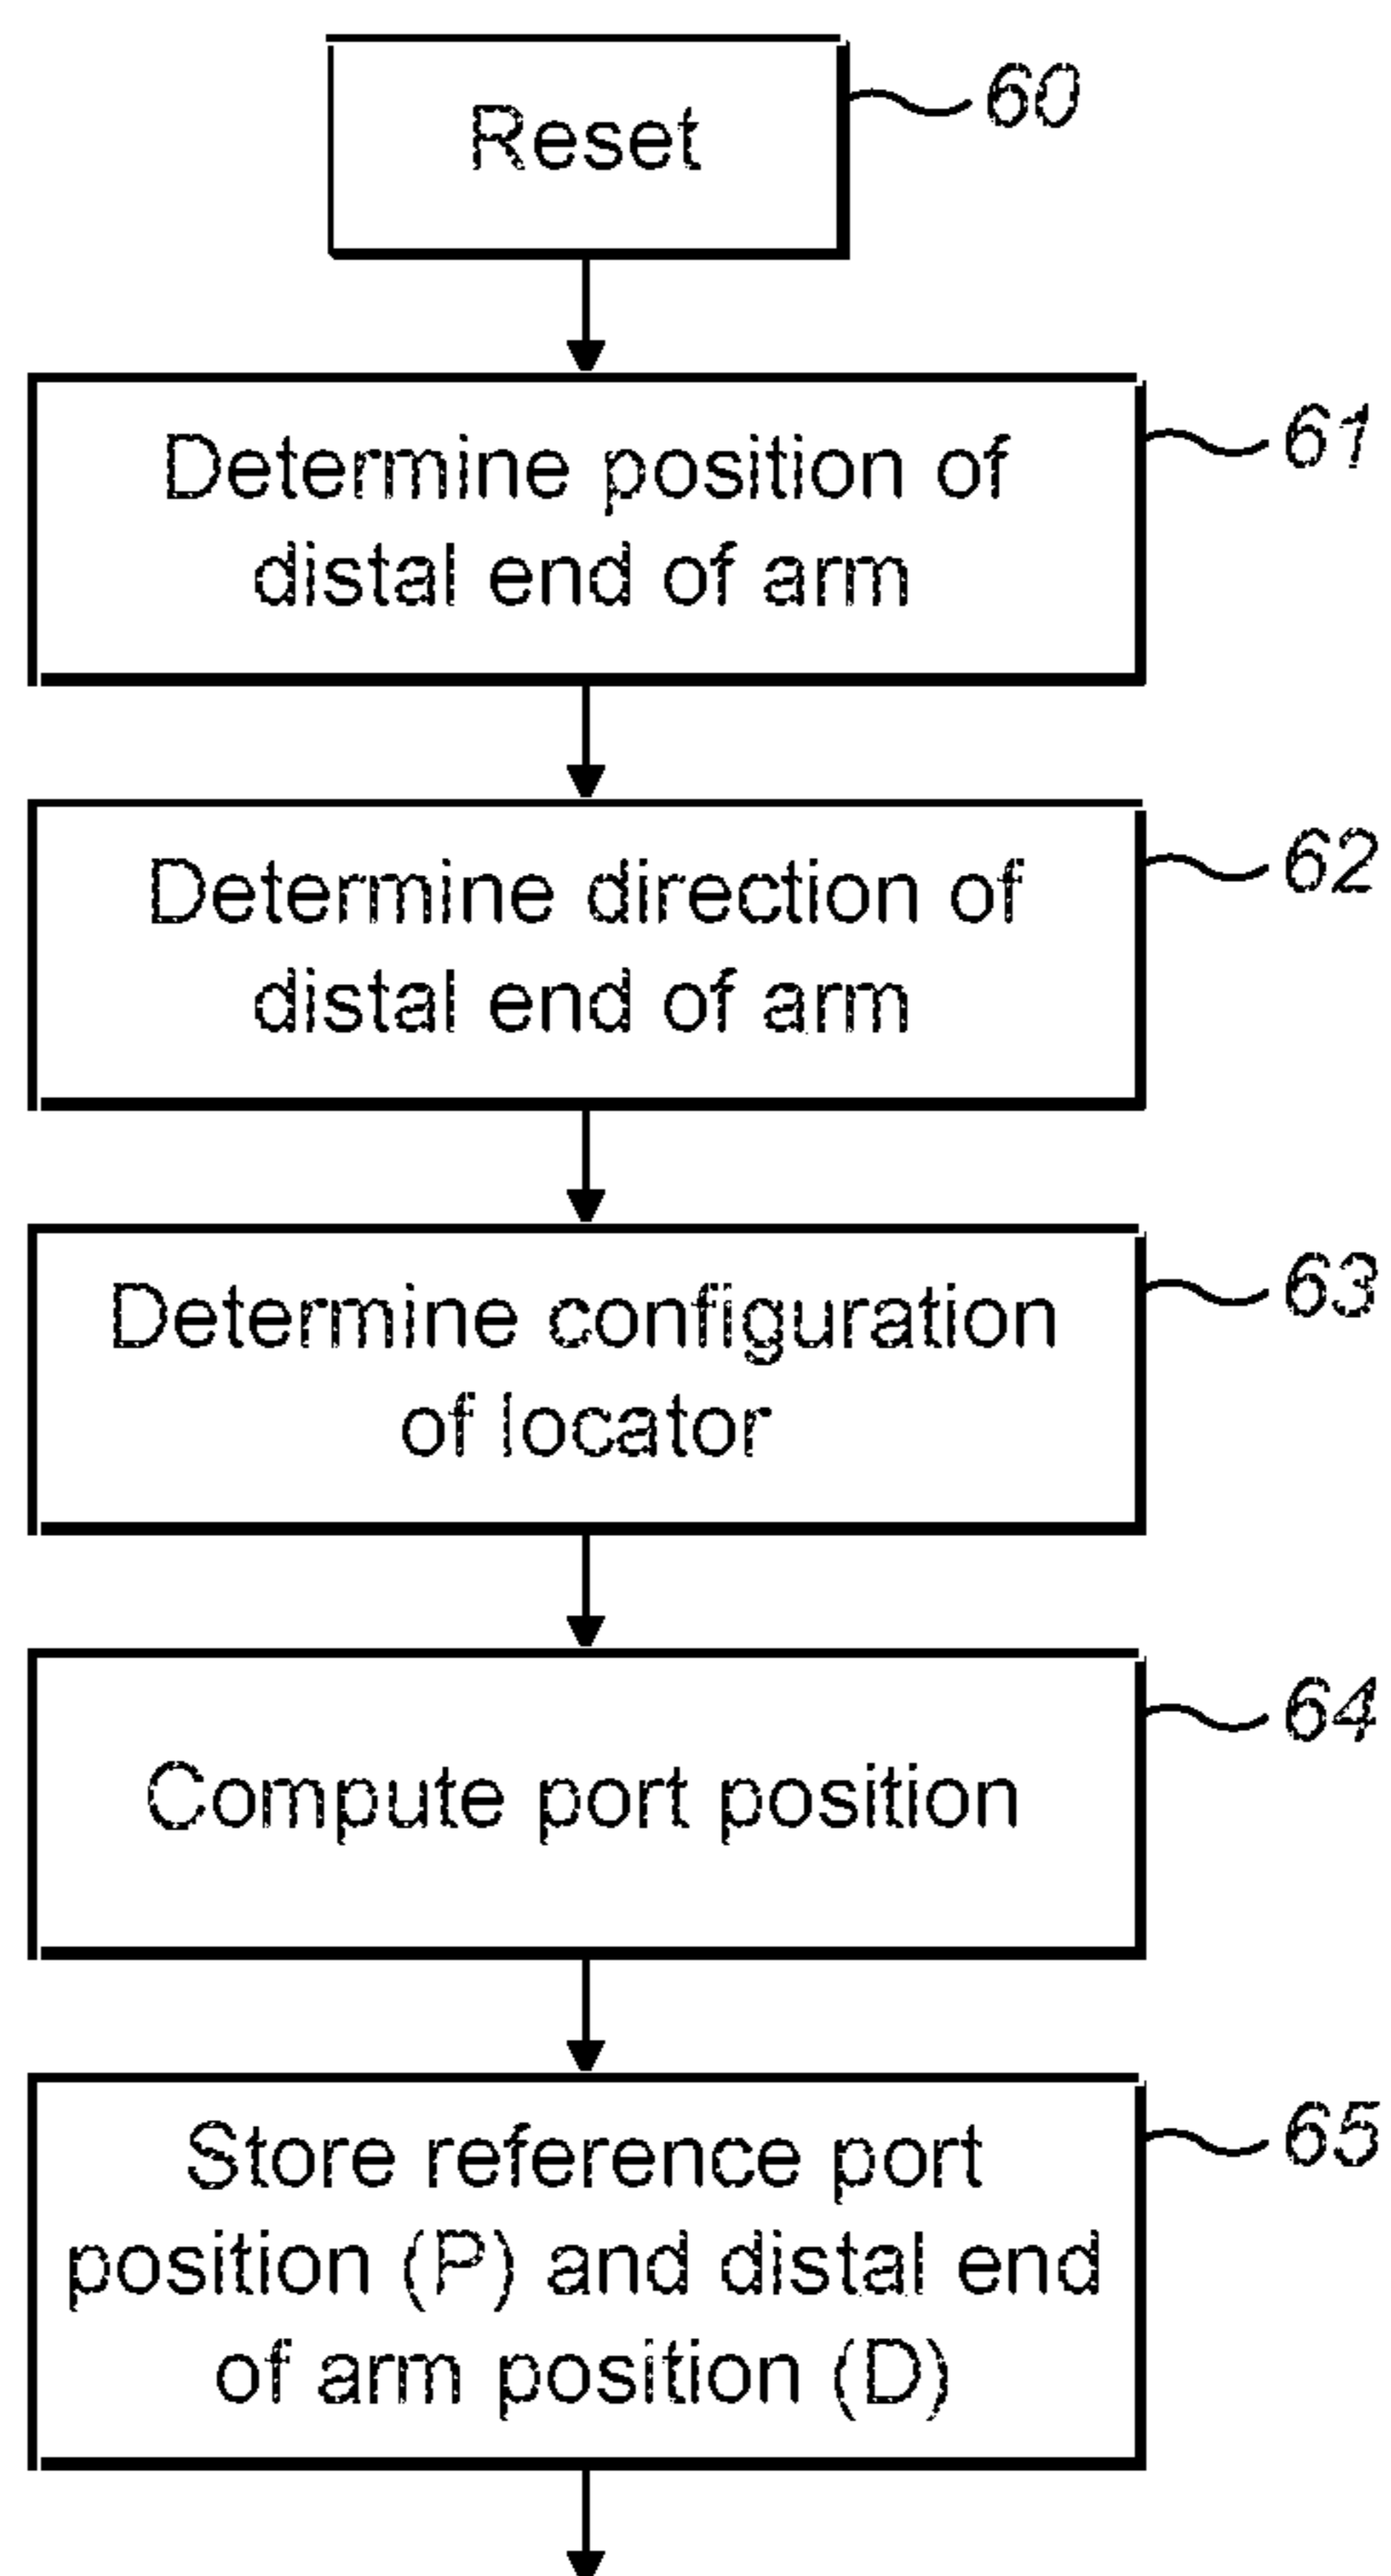 Reset
60
Determine position of
distal end of arm
61
Determine direction of
distal end of arm
62
Determine configuration
of locator
63
Compute port position
64
Store reference port
position (P) and distal end
of arm position (D)
65